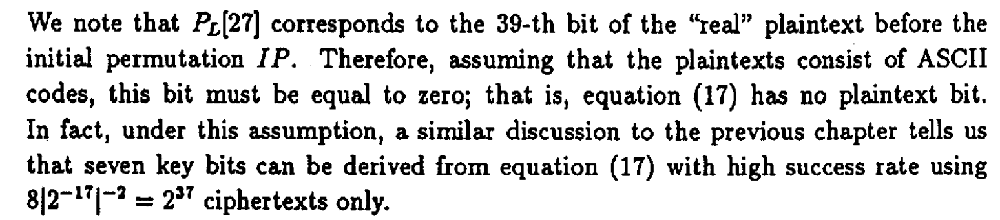 We note that P_L[27] corresponds to the 39-th bit of the “real” plaintext before the
initial permutation IP. Therefore, assuming that the plaintexts consist of ASCII
codes, this bit must be equal to zero; that is, equation (17) has no plaintext bit.
In fact, under this assumption, a similar discussion to the previous chapter tells us
that seven key bits can be derived from equation (17) with high success rate using
8|2^{-17}|^{-2} = 2^{37} ciphertexts only.